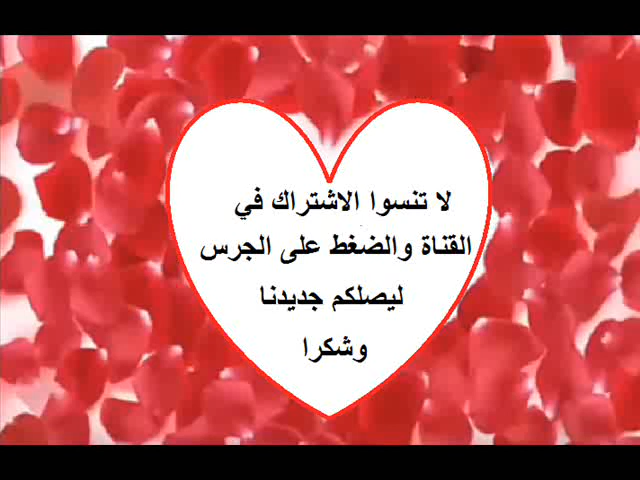 لا تنسوا الاشتراك في
القناة والضغط على الجرس
ليصلكم جديدنا
وشكرا